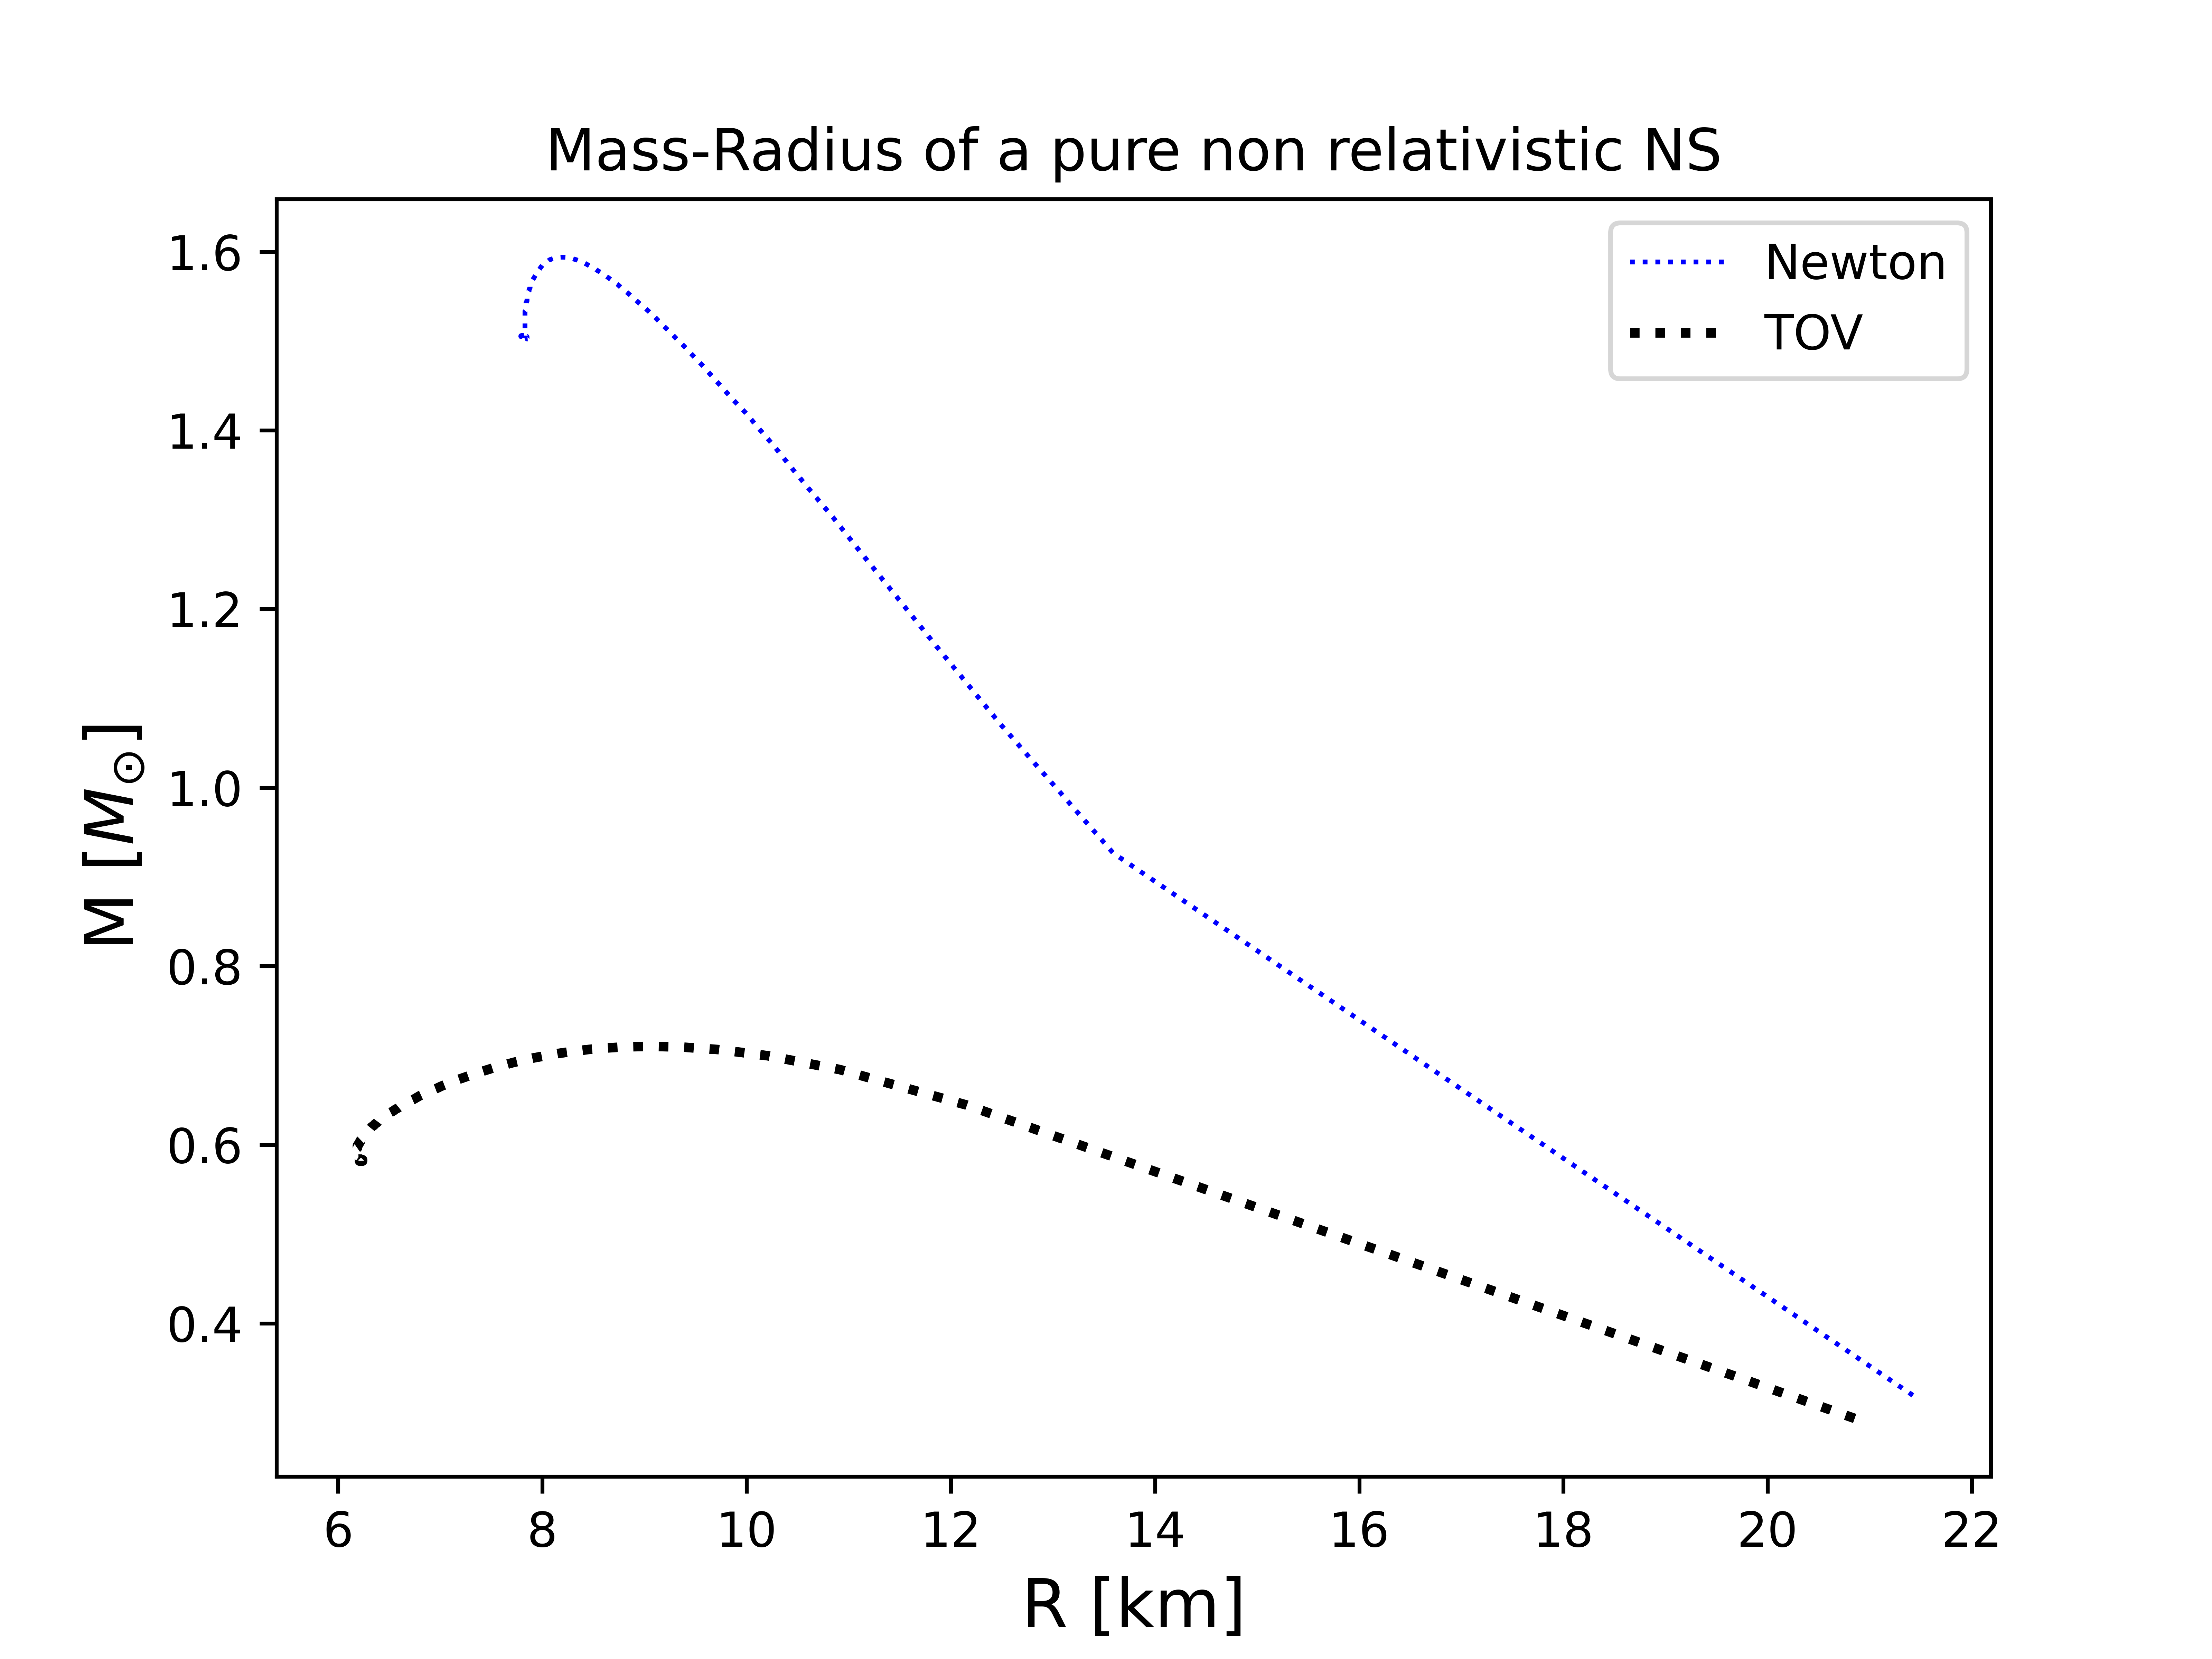 Mass-Radius of a pure non relativistic NS
Newton
TOV
M [M⊙]
1.6
1.4
1.2
1.0
0.8
0.6
0.4
6 8 10 12 14 16 18 20 22
R [km]